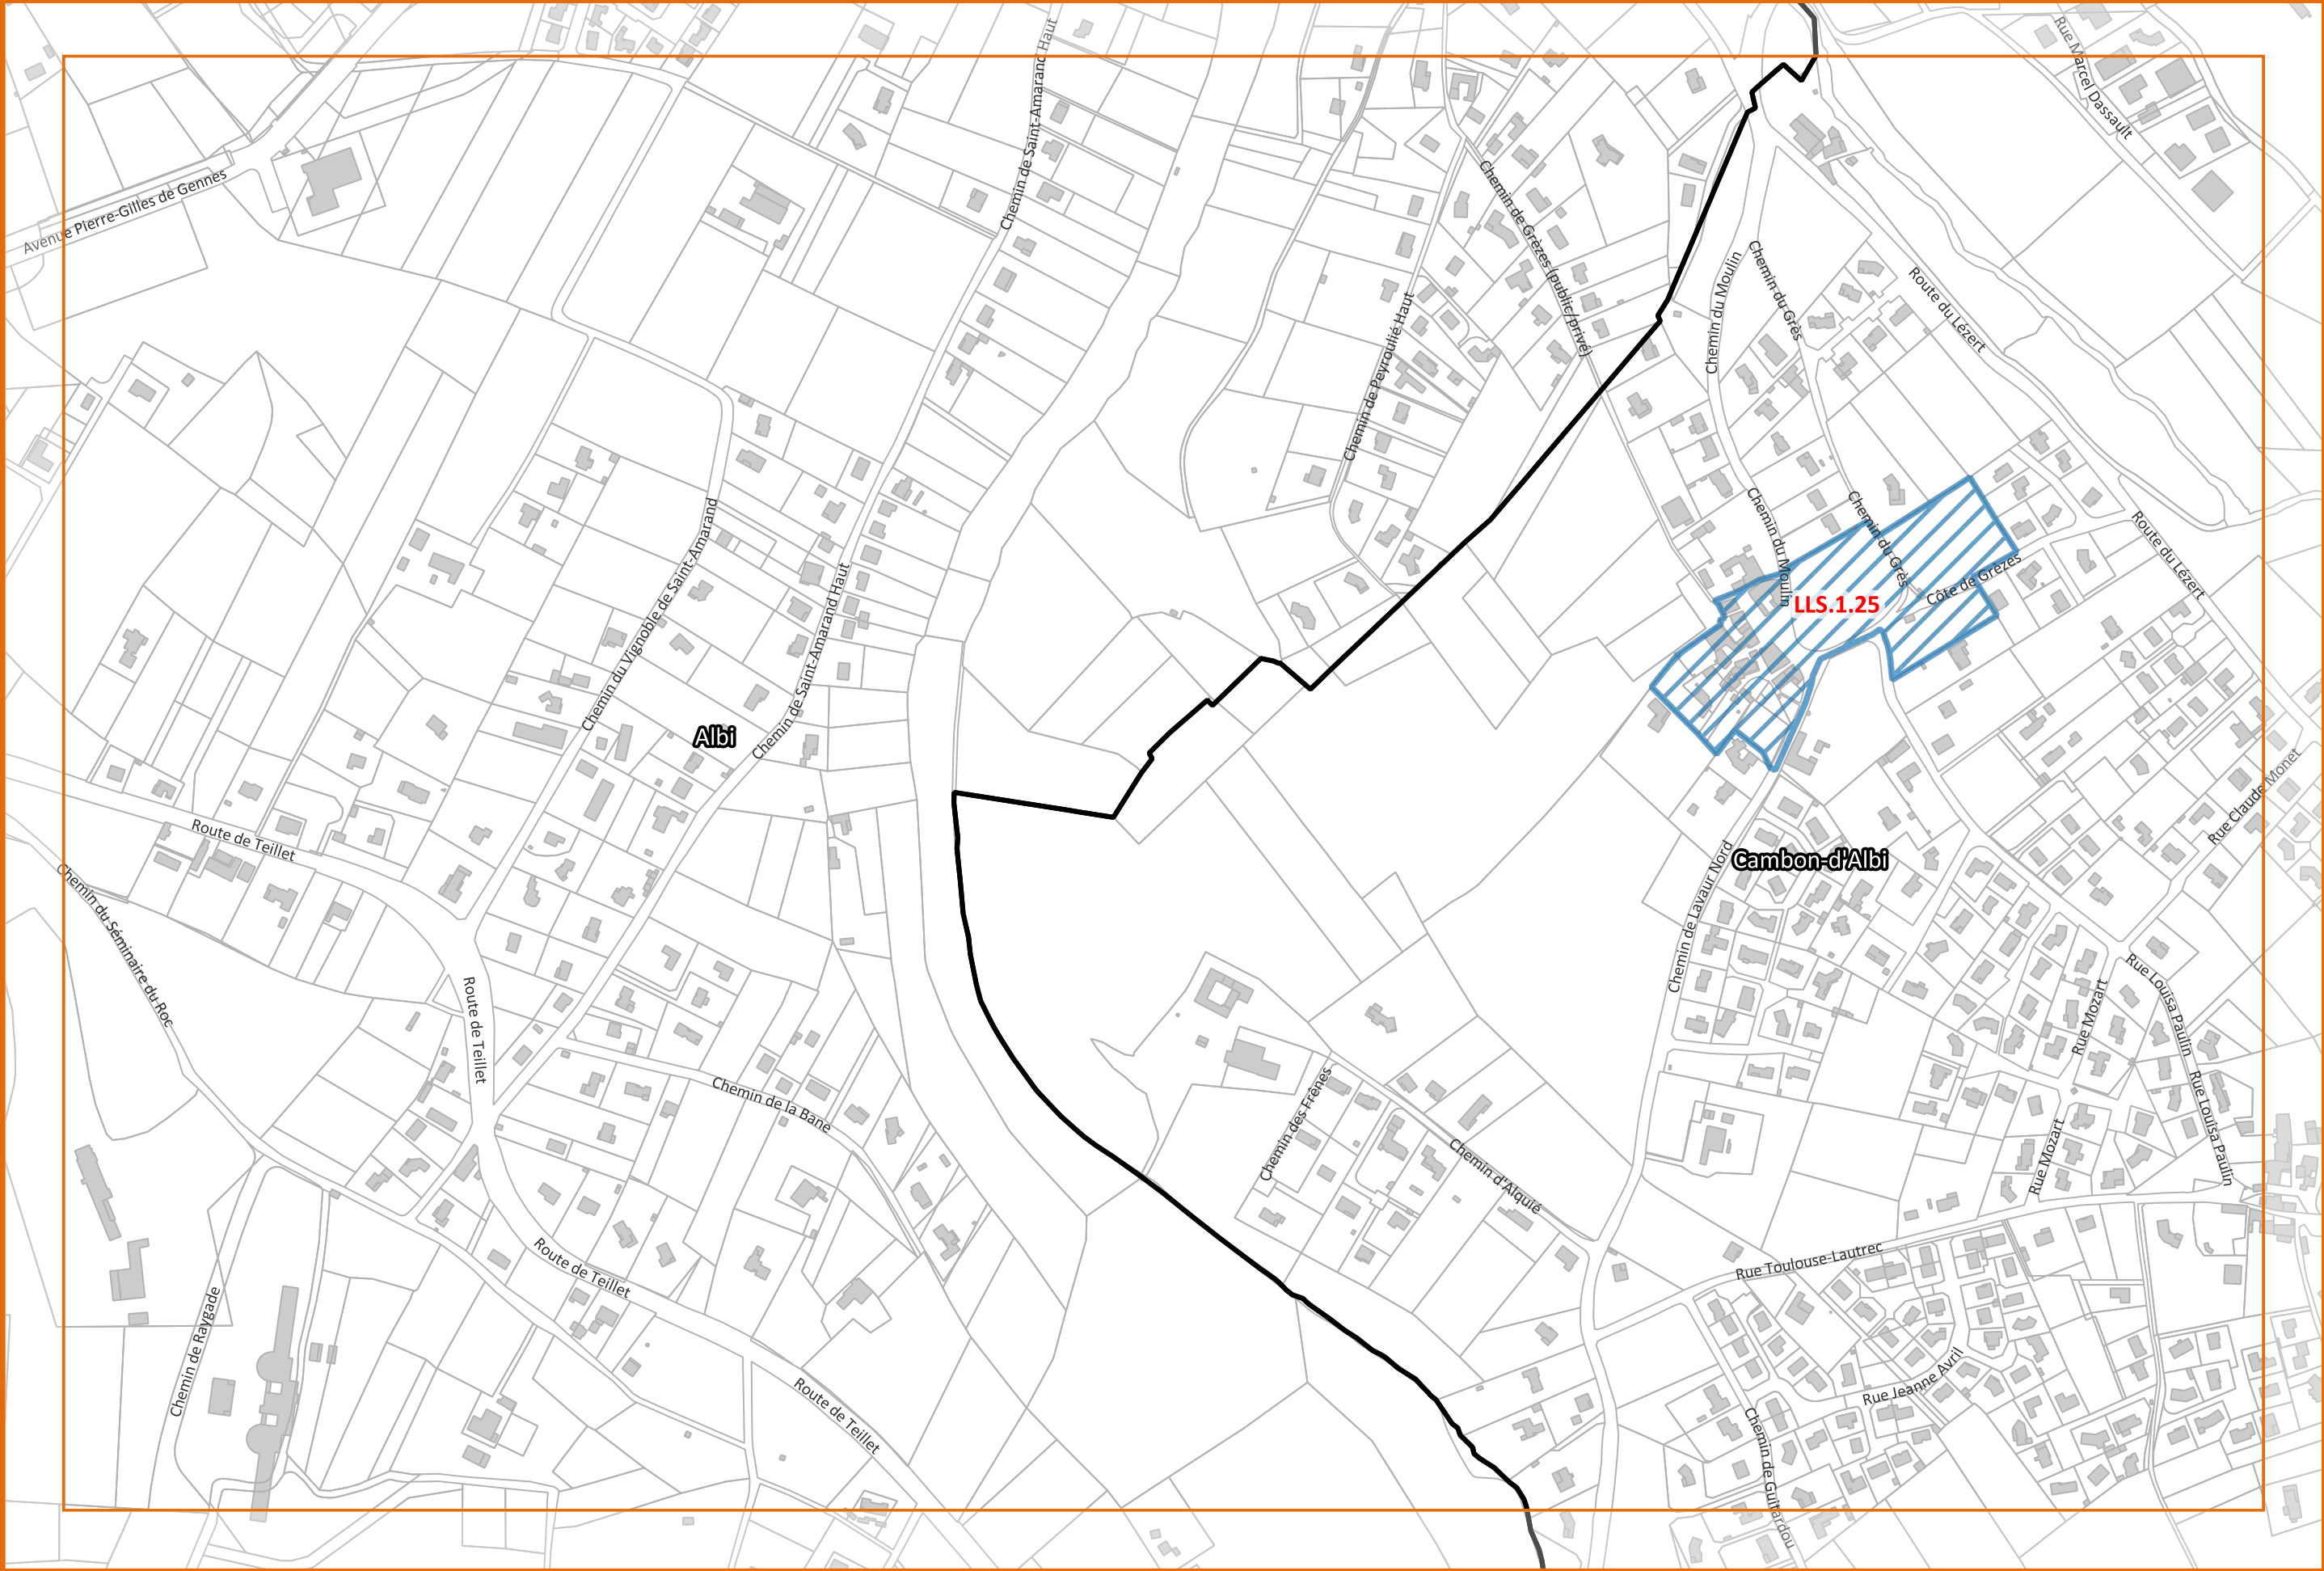 Chemin de Saint-Amaranc Haut
Rue Marcel Dassault
Avenue Pierre-Gilles de Gennes
Chemin de Grèzes (public/privé)
Chemin du Moulin
Chemin du Grès
Route du Lézert
Chemin de Peyroulié Haut
Chemin du Vignoble de Saint-Amarand
Chemin de Saint-Amarand Haut
Chemin du Moulin
Chemin du Grès
Route du Lézert
Côte de Grezes
LLS.1.25
Albi
Rue Claude Monet
Route de Teillet
Cambon-d'Albi
Chemin du Séminaire du Roc
Chemin de Lavaur Nord
Route de Teillet
Rue Mozart
Rue Louisa Paulin
Chemin de la Bane
Chemin des Frênes
Chemin d'Alquie
Rue Mozart
Rue Louisa Paulin
Route de Teillet
Rue Toulouse-Lautrec
Chemin de Raygade
Route de Teillet
Rue Jeanne Avril
Chemin de Guitardou